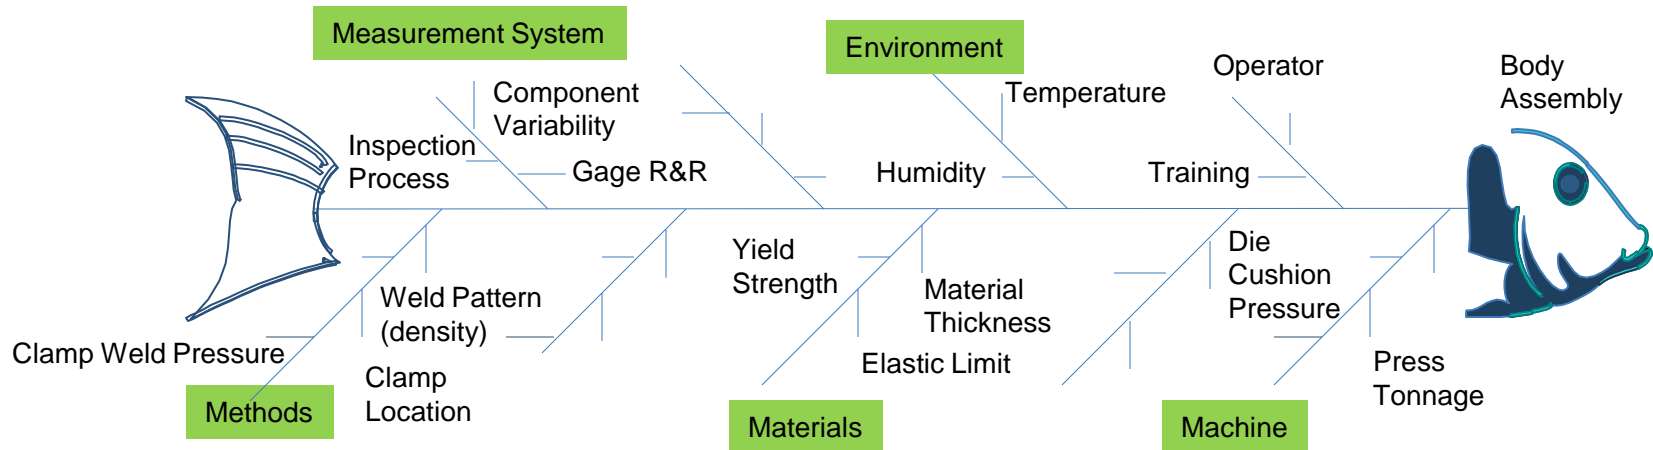 Measurement System
Environment
Operator
Body
Assembly
Component
Variability
Temperature
Inspection
Process
Gage R&R
Humidity
Training
Yield
Strength
Die
Cushion
Pressure
Weld Pattern
(density)
Material
Thickness
Clamp Weld Pressure
Elastic Limit
Clamp
Location
Press
Tonnage
Methods
Materials
Machine